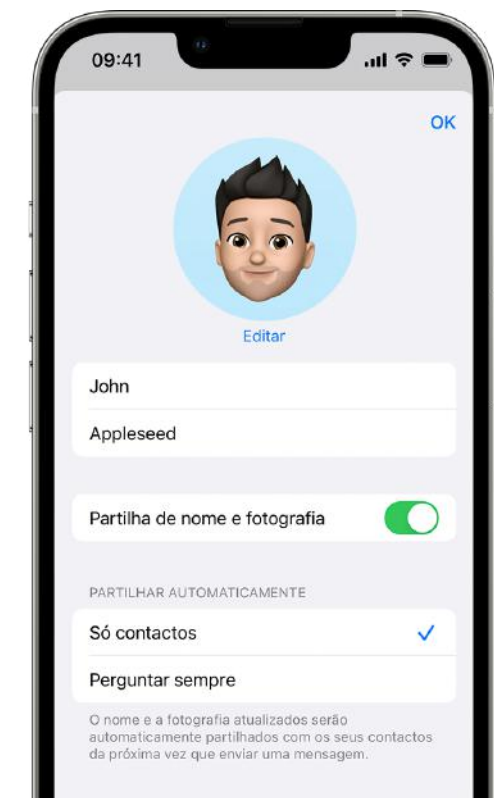 09:41
OK
Editar
John
Appleseed
Partilha de nome e fotografia
PARTILHAR AUTOMATICAMENTE
Só contactos
Perguntar sempre
O nome e a fotografia atualizados serão
automaticamente partilhados com os seus contactos
da próxima vez que enviar uma mensagem.